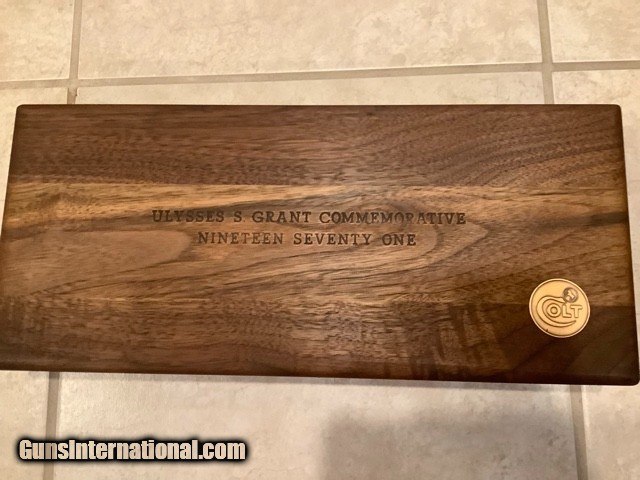 ULYSSES S. GRANT COMMEMORATIVE
NINETEEN SEVENTY ONE
COLT
GunsInternational.com